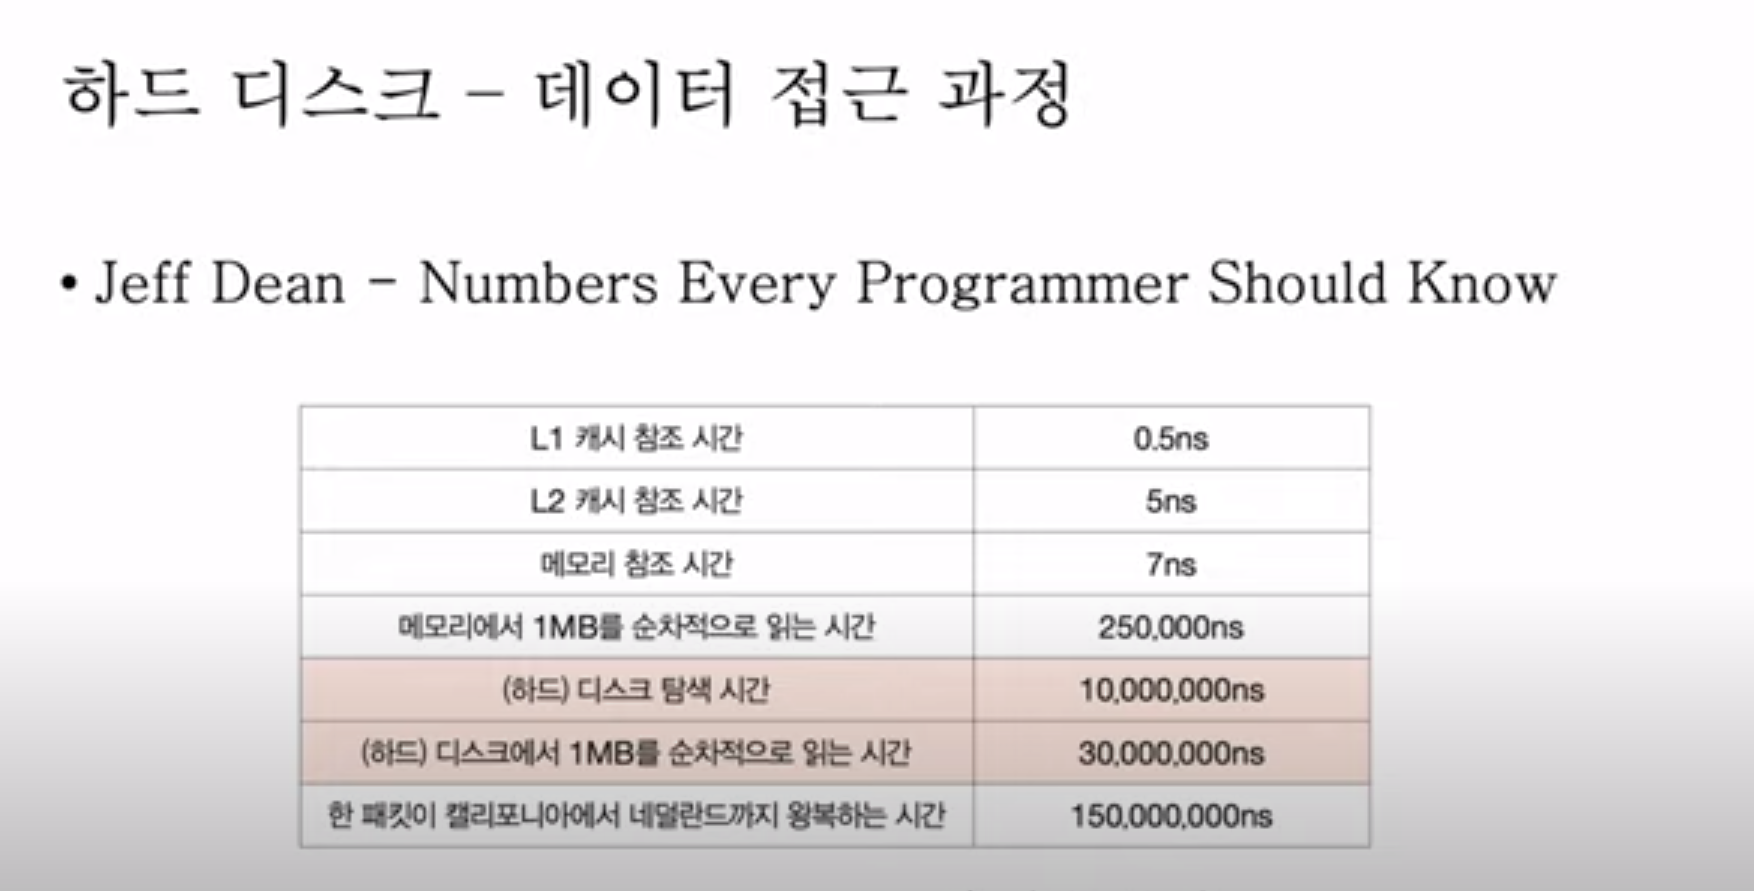 하드 디스크 – 데이터 접근 과정
• Jeff Dean – Numbers Every Programmer Should Know
L1 캐시 참조 시간 0.5ns
L2 캐시 참조 시간 5ns
메모리 참조 시간 7ns
메모리에서 1MB를 순차적으로 읽는 시간 250,000ns
(하드) 디스크 탐색 시간 10,000,000ns
(하드) 디스크에서 1MB를 순차적으로 읽는 시간 30,000,000ns
한 패킷이 캘리포니아에서 네덜란드까지 왕복하는 시간 150,000,000ns